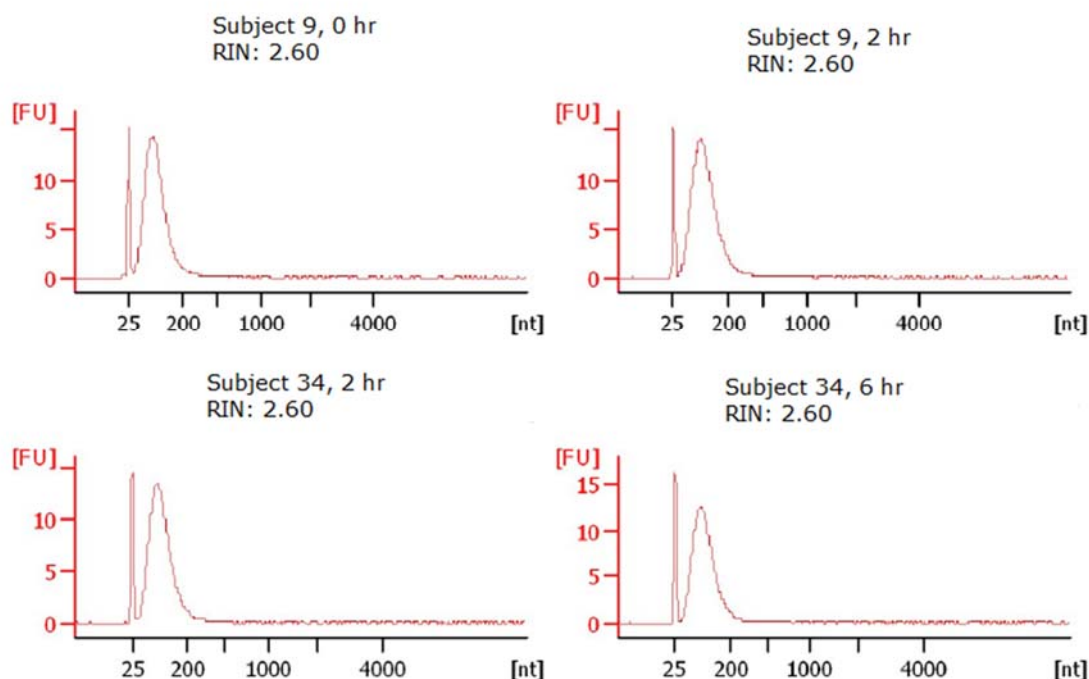 Subject 9, 0 hr
RIN: 2.60
[FU]
10
5
0
25 200 1000 4000 [nt]
Subject 9, 2 hr
RIN: 2.60
[FU]
10
5
0
25 200 1000 4000 [nt]
Subject 34, 2 hr
RIN: 2.60
[FU]
10
5
0
25 200 1000 4000 [nt]
Subject 34, 6 hr
RIN: 2.60
[FU]
15
10
5
0
25 200 1000 4000 [nt]